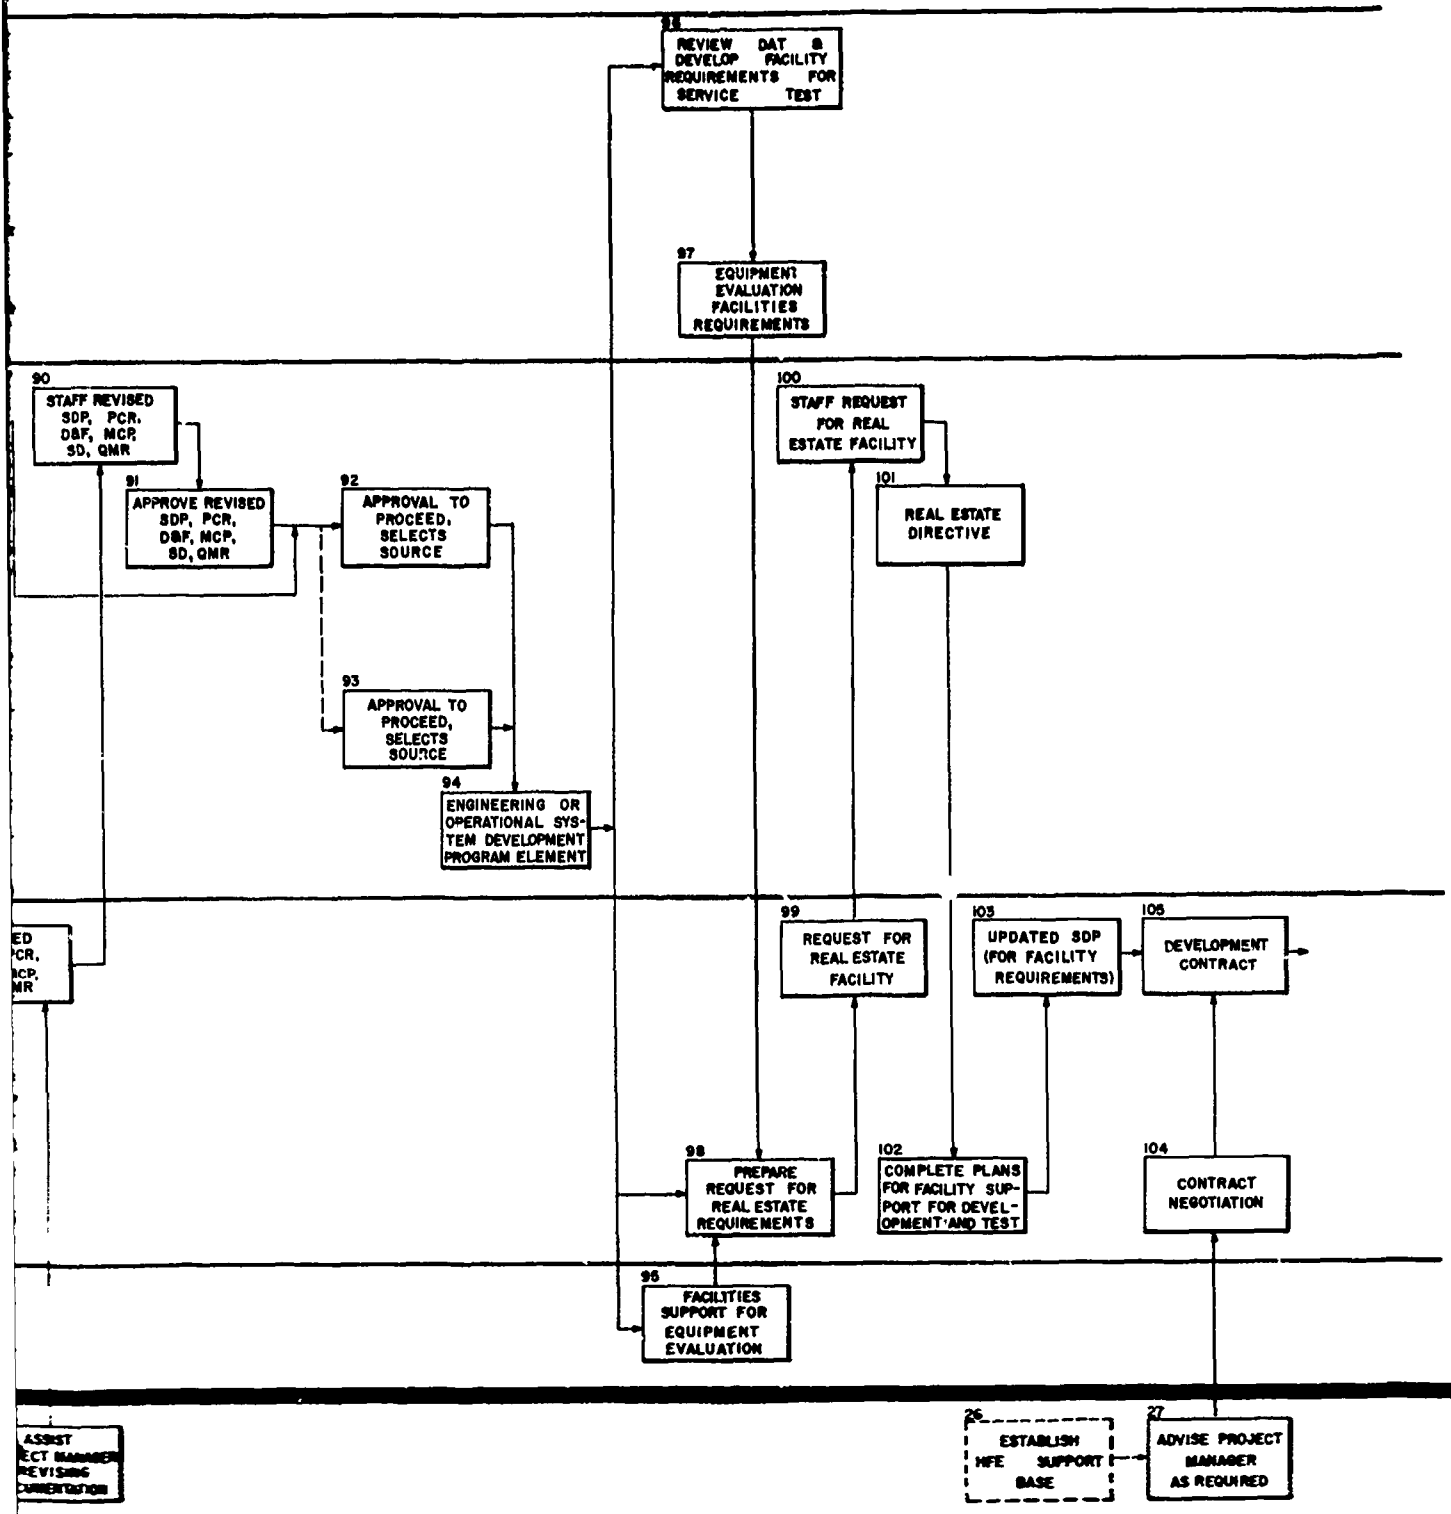 96
REVIEW DAT &
DEVELOP FACILITY
REQUIREMENTS FOR
SERVICE TEST
97
EQUIPMENT
EVALUATION
FACILITIES
REQUIREMENTS
90
STAFF REVISED
SDP, PCR,
D&F, MCP,
SD, QMR
91
APPROVE REVISED
SDP, PCR,
D&F, MCP,
SD, QMR
92
APPROVAL TO
PROCEED,
SELECTS
SOURCE
93
APPROVAL TO
PROCEED,
SELECTS
SOURCE
94
ENGINEERING OR
OPERATIONAL SYS-
TEM DEVELOPMENT
PROGRAM ELEMENT
100
STAFF REQUEST
FOR REAL
ESTATE FACILITY
101
REAL ESTATE
DIRECTIVE
ED
PCR,
MCP,
MR
99
REQUEST FOR
REAL ESTATE
FACILITY
103
UPDATED SDP
(FOR FACILITY
REQUIREMENTS)
105
DEVELOPMENT
CONTRACT
98
PREPARE
REQUEST FOR
REAL ESTATE
REQUIREMENTS
102
COMPLETE PLANS
FOR FACILITY SUP-
PORT FOR DEVEL-
OPMENT AND TEST
104
CONTRACT
NEGOTIATION
95
FACILITIES
SUPPORT FOR
EQUIPMENT
EVALUATION
ASSIST
ECT MANAGER
REVISING
CUMENTATION
26
ESTABLISH
HFE SUPPORT
BASE
27
ADVISE PROJECT
MANAGER
AS REQUIRED